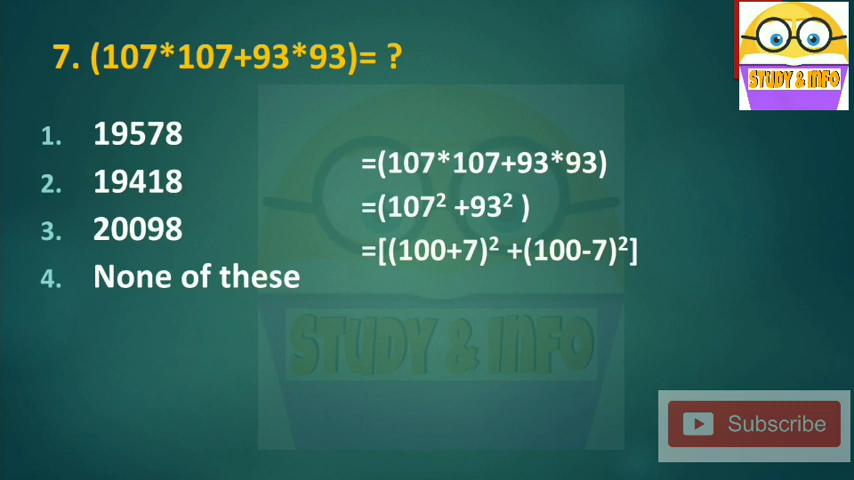 7. (107*107+93*93)= ?
STUDY & INFO
1. 19578
2. 19418
3. 20098
4. None of these
=(107*107+93*93)
=(107² +93² )
=[(100+7)² +(100-7)²]
STUDY & INFO
Subscribe